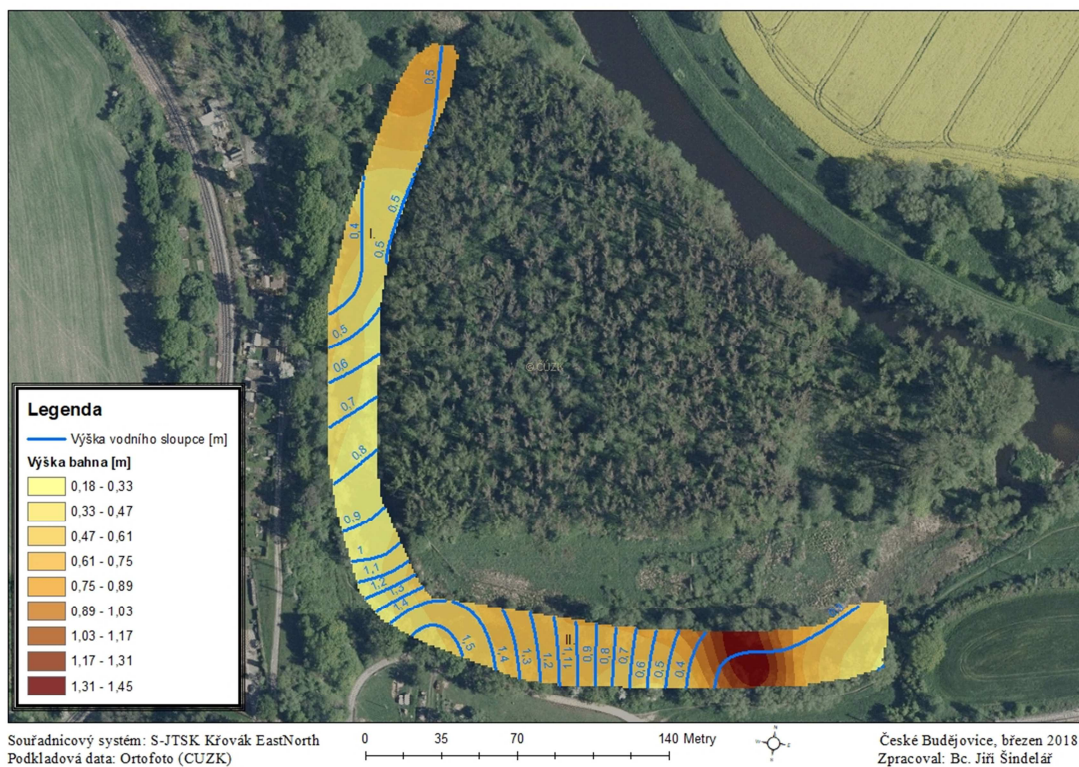 0,5
0,5
0,4
I.
0,5
0,5
0,6
©CUZK
0,7
0,8
0,9
1
1,1
1,2
1,3
1,4
1,5
1,4
1,3
1,2
II
1,1
0,9
0,8
0,7
0,6
0,5
0,4
Legenda
Výška vodního sloupce [m]
Výška bahna [m]
0,18 - 0,33
0,33 - 0,47
0,47 - 0,61
0,61 - 0,75
0,75 - 0,89
0,89 - 1,03
1,03 - 1,17
1,17 - 1,31
1,31 - 1,45
Souřadnicový systém: S-JTSK Křovák EastNorth
Podkladová data: Ortofoto (CUZK)
0 35 70 140 Metry
České Budějovice, březen 2018
Zpracoval: Bc. Jiří Šindelář